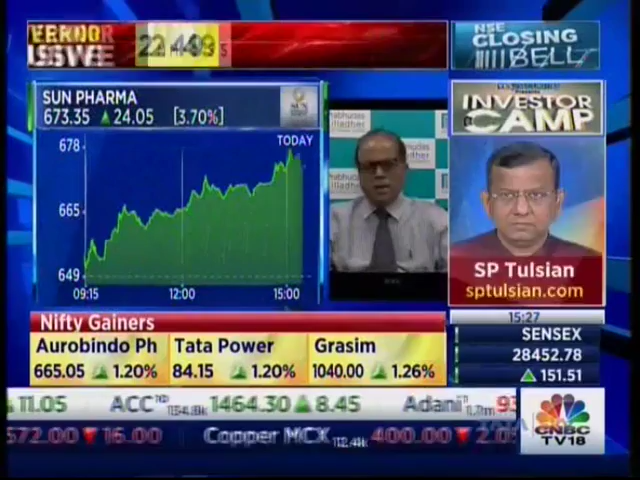 NSE
CLOSING
BELL
SUN PHARMA
673.35 ▲ 24.05 [3.70%]
SUN
TODAY
678
665
649
09:15 12:00 15:00
Presents
INVESTOR
CAMP
SP Tulsian
sptulsian.com
Nifty Gainers
Aurobindo Ph
665.05 ▲ 1.20%
Tata Power
84.15 ▲ 1.20%
Grasim
1040.00 ▲ 1.26%
15:27
SENSEX
28452.78
▲ 151.51
11.05 ACC 1464.30 ▲ 8.45 Adani
572.00 ▼ 16.00 Copper MCX 400.00 ▼
CNBC
TV18